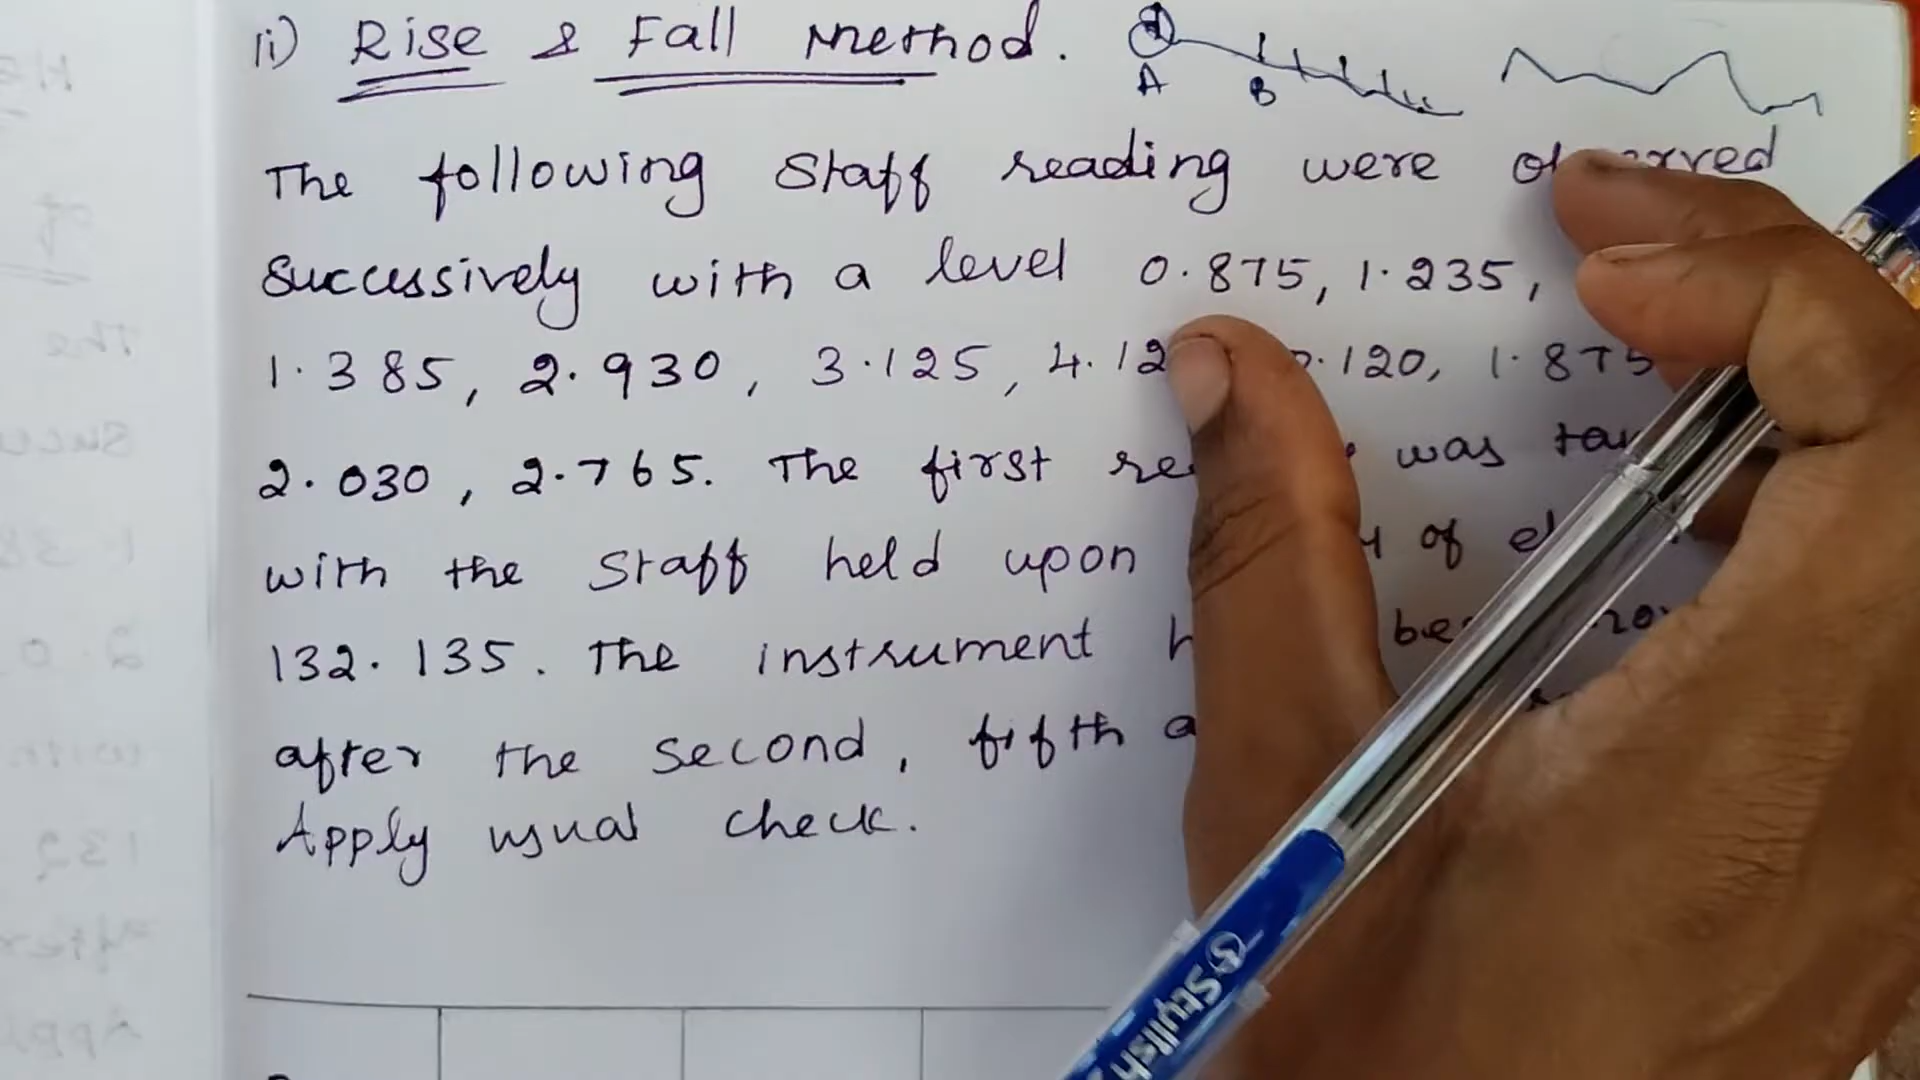 ii) Rise & Fall method.
A B
The following Staff reading were
Successively with a level 0.875, 1.235,
1.385, 2.930, 3.125, .120, 1.875
2.030, 2.765. The first was
with the Staff held upon of
132.135. The instrument
after the second, fifth
Apply usual check.
Stylish